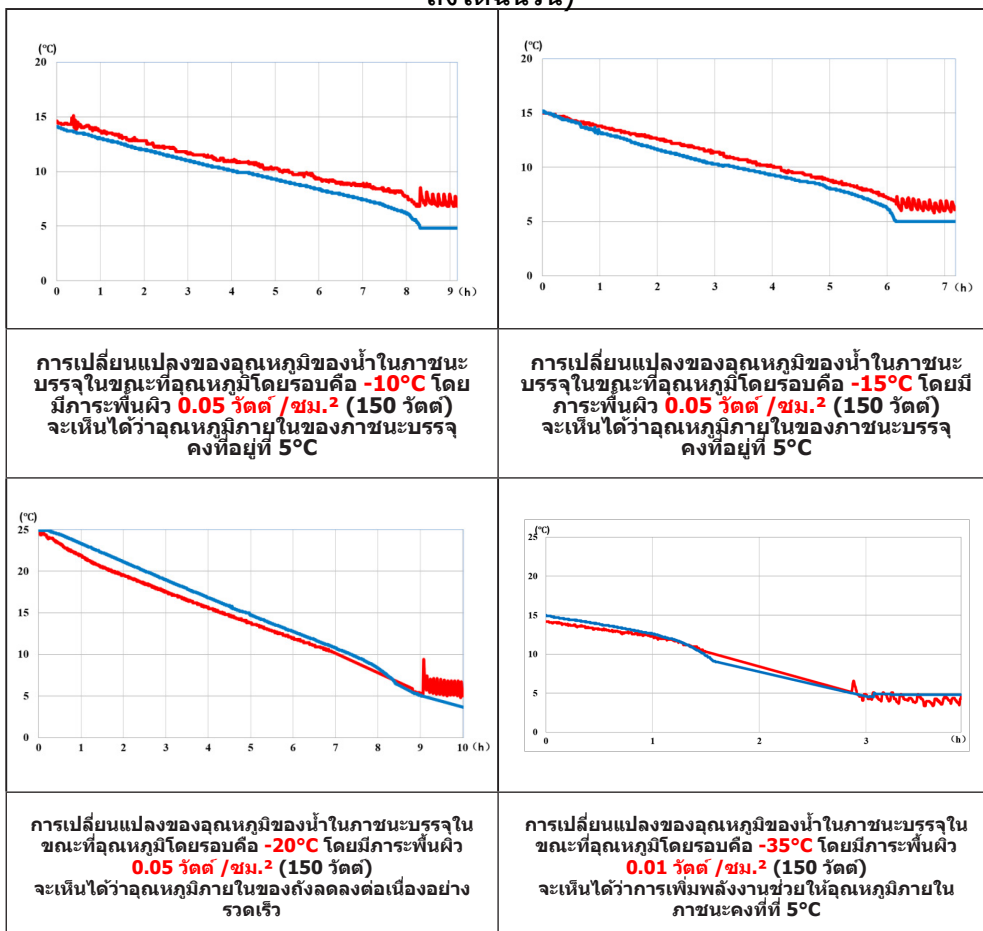 ถังได้ฉนวน)
(°C)
20
15
10
5
0
0 1 2 3 4 5 6 7 8 9 (h)
(°C)
20
15
10
5
0
0 1 2 3 4 5 6 7 (h)
การเปลี่ยนแปลงของอุณหภูมิของน้ำในภาชนะ
บรรจุในขณะที่อุณหภูมิโดยรอบคือ -10°C โดย
มีภาระพื้นผิว 0.05 วัตต์ /ซม.² (150 วัตต์)
จะเห็นได้ว่าอุณหภูมิภายในของภาชนะบรรจุ
คงที่อยู่ที่ 5°C
การเปลี่ยนแปลงของอุณหภูมิของน้ำในภาชนะ
บรรจุในขณะที่อุณหภูมิโดยรอบคือ -15°C โดยมี
ภาระพื้นผิว 0.05 วัตต์ /ซม.² (150 วัตต์)
จะเห็นได้ว่าอุณหภูมิภายในของภาชนะบรรจุ
คงที่อยู่ที่ 5°C
(°C)
25
20
15
10
5
0
0 1 2 3 4 5 6 7 8 9 10 (h)
(°C)
25
20
15
10
5
0
0 1 2 3 (h)
การเปลี่ยนแปลงของอุณหภูมิของน้ำในภาชนะบรรจุใน
ขณะที่อุณหภูมิโดยรอบคือ -20°C โดยมีภาระพื้นผิว
0.05 วัตต์ /ซม.² (150 วัตต์)
จะเห็นได้ว่าอุณหภูมิภายในของถังลดลงต่อเนื่องอย่าง
รวดเร็ว
การเปลี่ยนแปลงของอุณหภูมิของน้ำในภาชนะบรรจุใน
ขณะที่อุณหภูมิโดยรอบคือ -35°C โดยมีภาระพื้นผิว
0.01 วัตต์ /ซม.² (150 วัตต์)
จะเห็นได้ว่าการเพิ่มพลังงานช่วยให้อุณหภูมิภายใน
ภาชนะคงที่ที่ 5°C